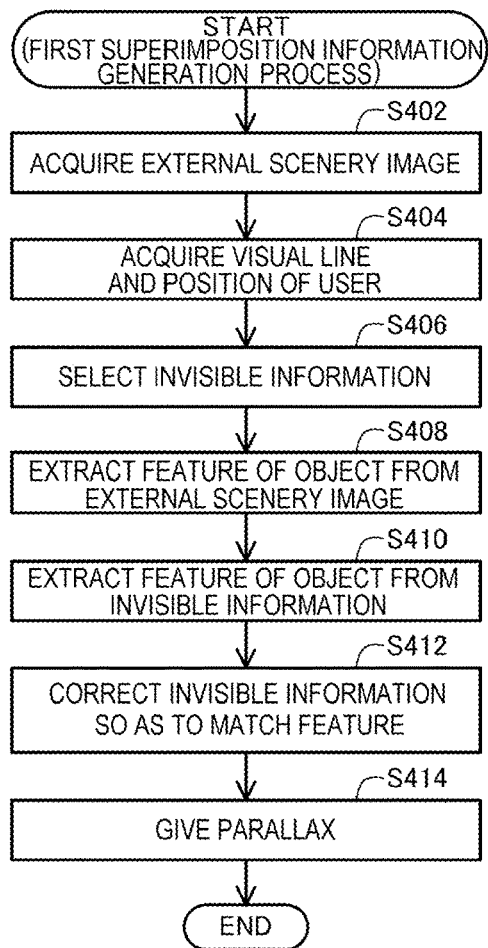 START
(FIRST SUPERIMPOSITION INFORMATION
GENERATION PROCESS)
S402
ACQUIRE EXTERNAL SCENERY IMAGE
S404
ACQUIRE VISUAL LINE
AND POSITION OF USER
S406
SELECT INVISIBLE INFORMATION
S408
EXTRACT FEATURE OF OBJECT FROM
EXTERNAL SCENERY IMAGE
S410
EXTRACT FEATURE OF OBJECT FROM
INVISIBLE INFORMATION
S412
CORRECT INVISIBLE INFORMATION
SO AS TO MATCH FEATURE
S414
GIVE PARALLAX
END